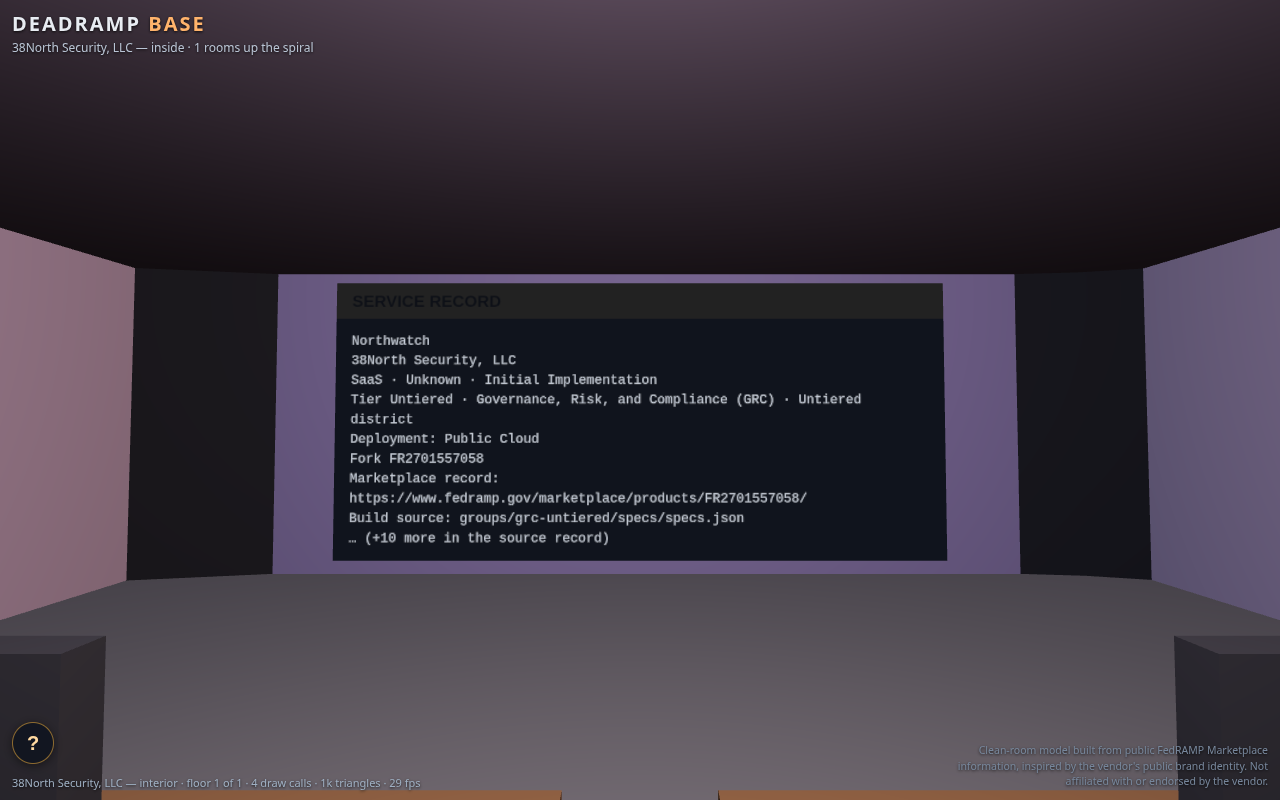 DEADRAMP BASE
38North Security, LLC — inside · 1 rooms up the spiral
SERVICE RECORD
Northwatch
38North Security, LLC
SaaS · Unknown · Initial Implementation
Tier Untiered · Governance, Risk, and Compliance (GRC) · Untiered
district
Deployment: Public Cloud
Fork FR2701557058
Marketplace record:
https://www.fedramp.gov/marketplace/products/FR2701557058/
Build source: groups/grc-untiered/specs/specs.json
… (+10 more in the source record)
?
Clean-room model built from public FedRAMP Marketplace
information, inspired by the vendor's public brand identity. Not
affiliated with or endorsed by the vendor.
38North Security, LLC — interior · floor 1 of 1 · 4 draw calls · 1k triangles · 29 fps